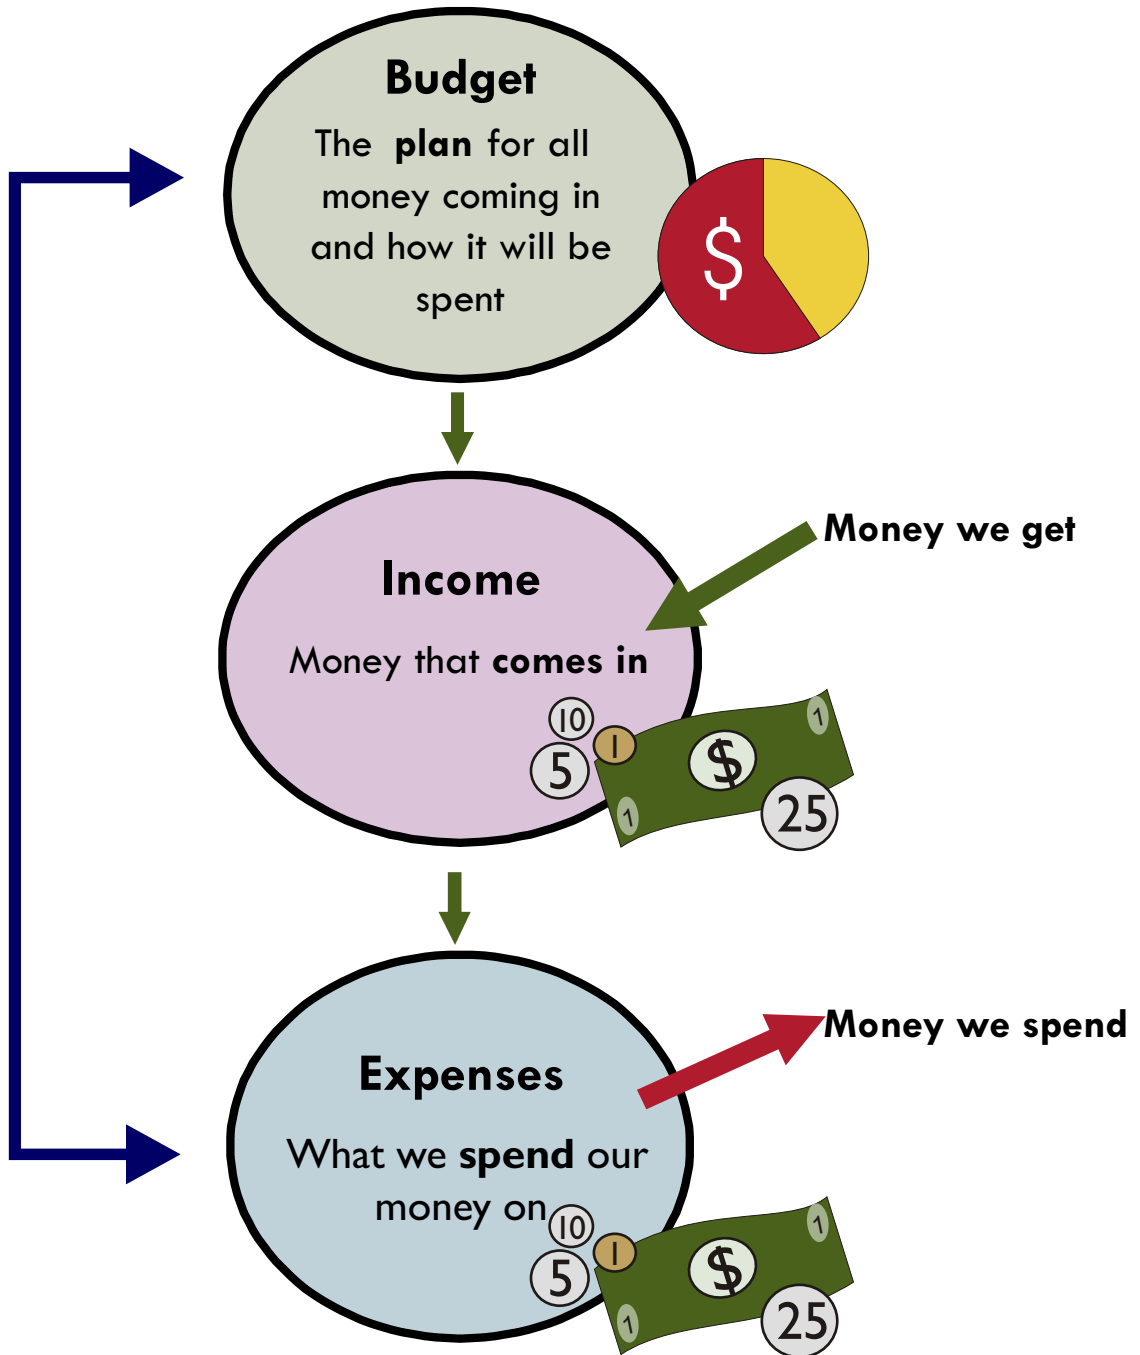 Budget
The plan for all
money coming in
and how it will be
spent
$
Money we get
Income
Money that comes in
10
1
5
$
1
1
25
Money we spend
Expenses
What we spend our
money on
10
1
5
$
1
1
25